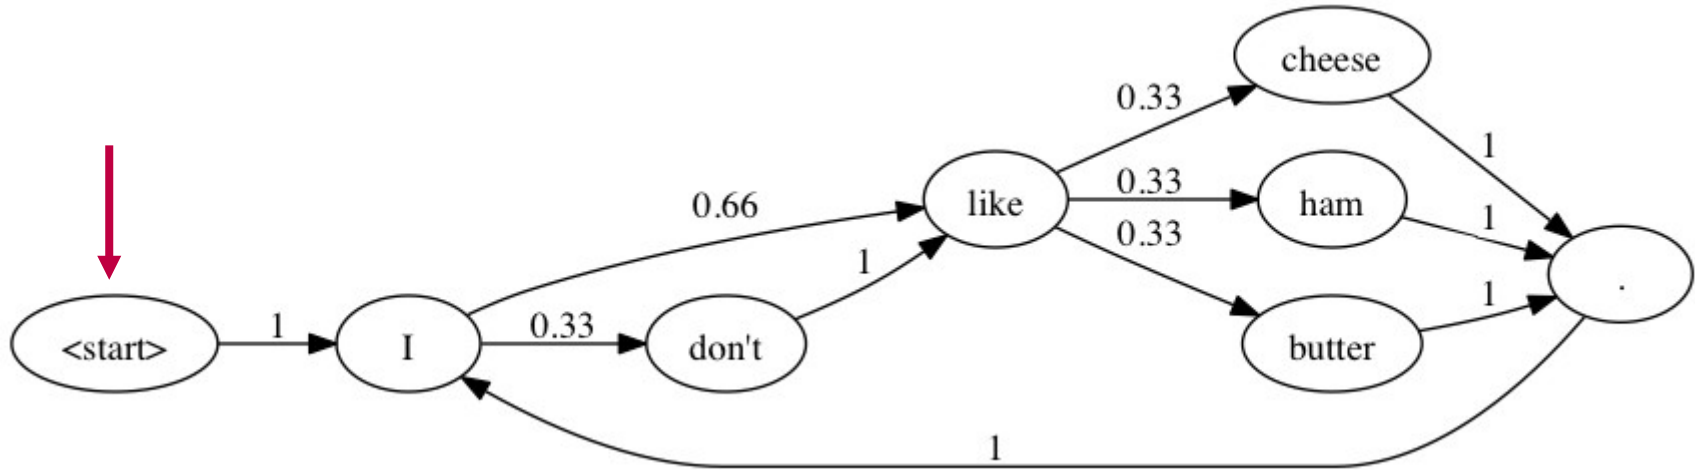 cheese
0.33
1
0.66
like
0.33
ham
1
0.33
1
1
.
<start>
1
I
0.33
don't
butter
1